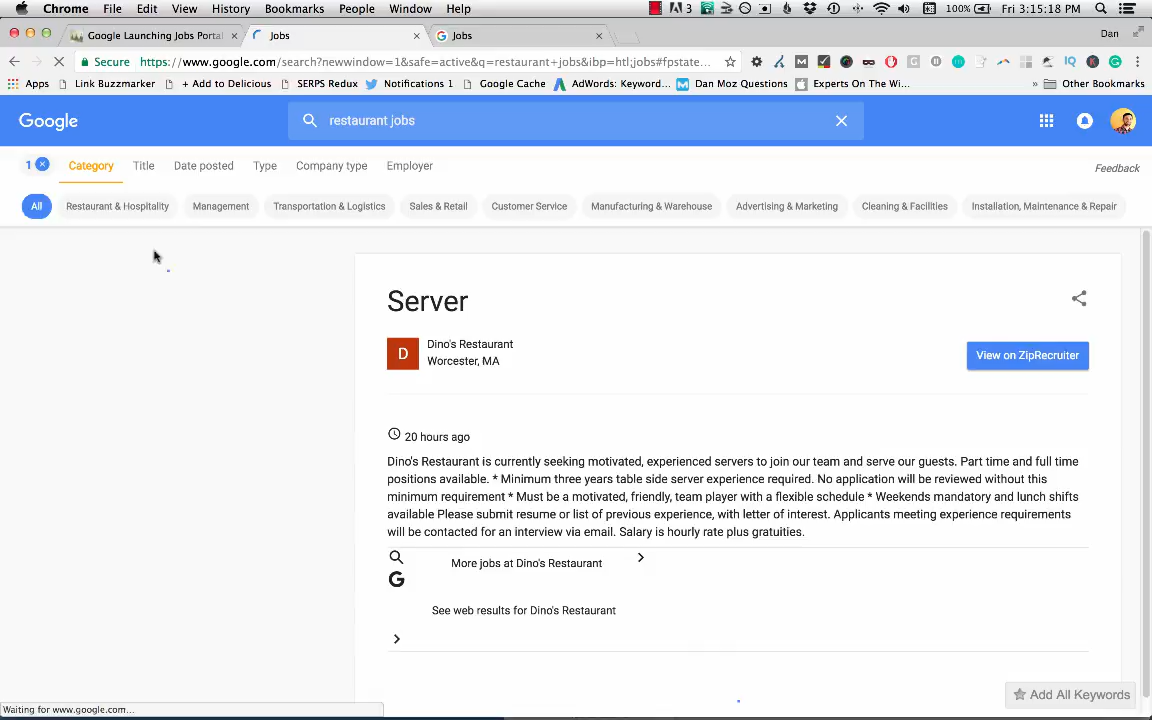 Chrome File Edit View History Bookmarks People Window Help 3 100% Fri 3:15:18 PM
Google Launching Jobs Portal Jobs Jobs Dan
Secure https://www.google.com/search?newwindow=1&safe=active&q=restaurant+jobs&ibp=htl;jobs#fpstate...
Apps Link Buzzmarker + Add to Delicious SERPS Redux Notifications 1 Google Cache AdWords: Keyword... Dan Moz Questions Experts On The Wi... » Other Bookmarks
Google restaurant jobs
1 Category Title Date posted Type Company type Employer Feedback
All Restaurant & Hospitality Management Transportation & Logistics Sales & Retail Customer Service Manufacturing & Warehouse Advertising & Marketing Cleaning & Facilities Installation, Maintenance & Repair
Server
D Dino's Restaurant
Worcester, MA
View on ZipRecruiter
20 hours ago
Dino's Restaurant is currently seeking motivated, experienced servers to join our team and serve our guests. Part time and full time
positions available. * Minimum three years table side server experience required. No application will be reviewed without this
minimum requirement * Must be a motivated, friendly, team player with a flexible schedule * Weekends mandatory and lunch shifts
available Please submit resume or list of previous experience, with letter of interest. Applicants meeting experience requirements
will be contacted for an interview via email. Salary is hourly rate plus gratuities.
More jobs at Dino's Restaurant
G
See web results for Dino's Restaurant
Add All Keywords
Waiting for www.google.com...